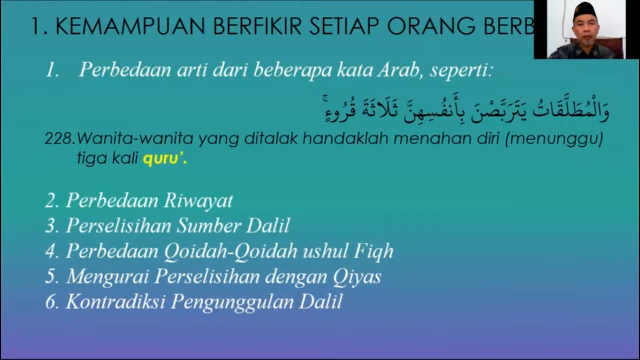 1. KEMAMPUAN BERFIKIR SETIAP ORANG
1. Perbedaan arti dari beberapa kata Arab, seperti:
وَالْمُطَلَّقَاتُ يَتَرَبَّصْنَ بِأَنفُسِهِنَّ ثَلَاثَةَ قُرُوءٍ ۚ
228.Wanita-wanita yang ditalak handaklah menahan diri (menunggu)
tiga kali quru'.
2. Perbedaan Riwayat
3. Perselisihan Sumber Dalil
4. Perbedaan Qoidah-Qoidah ushul Fiqh
5. Mengurai Perselisihan dengan Qiyas
6. Kontradiksi Pengunggulan Dalil